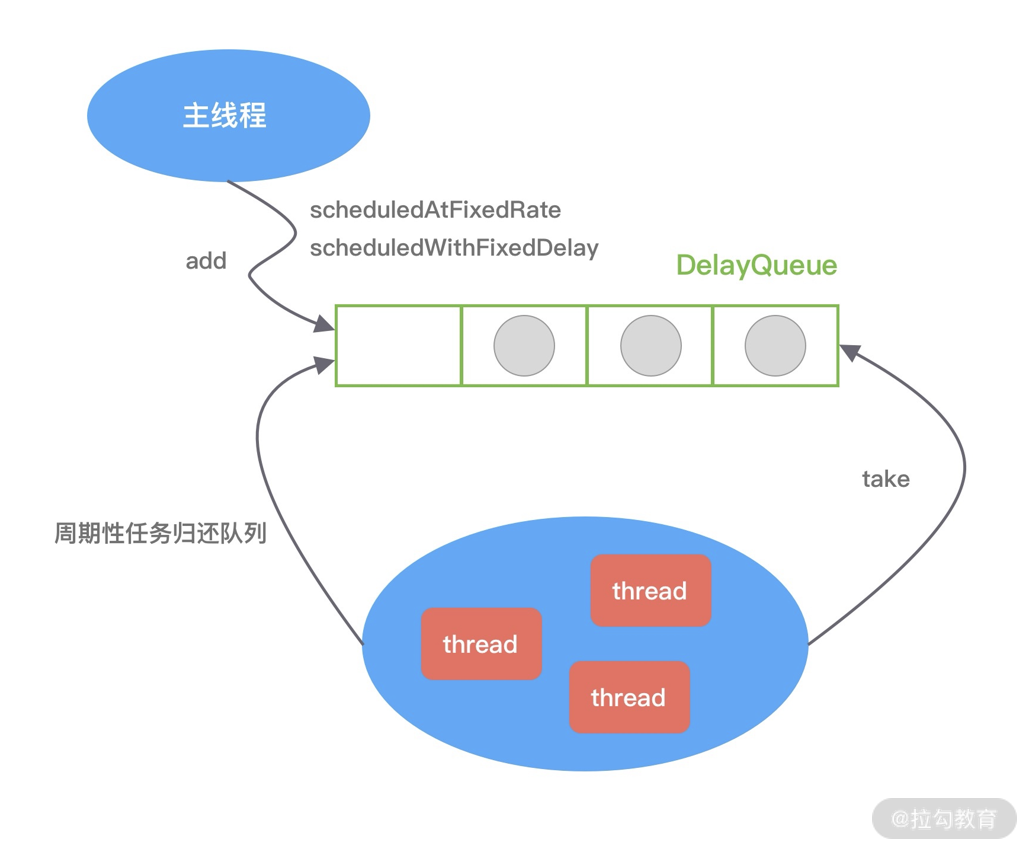 主线程
scheduledAtFixedRate
scheduledWithFixedDelay
add
DelayQueue
take
周期性任务归还队列
thread
thread
thread
@拉勾教育